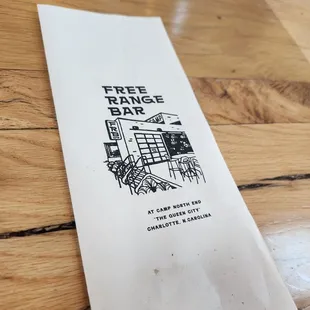 FREE
RANGE
BAR
AT CAMP NORTH END
"THE QUEEN CITY"
CHARLOTTE, N.CAROLINA